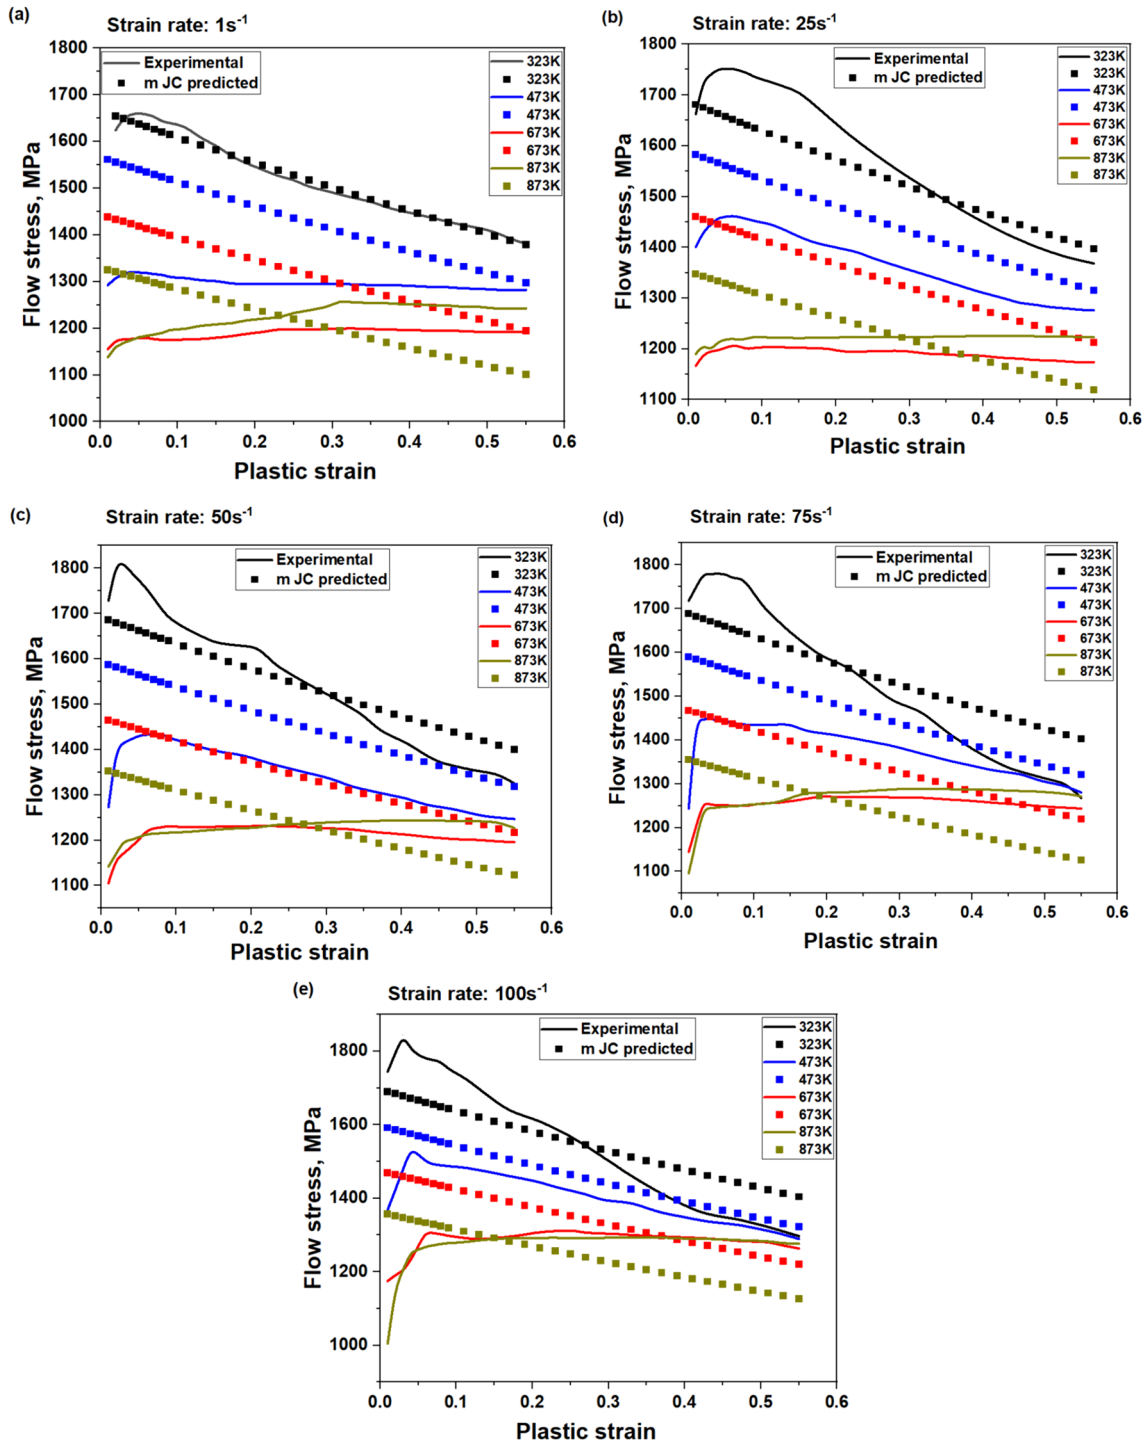 (a)
Strain rate: 1s⁻¹
Experimental
m JC predicted
323K
323K
473K
473K
673K
673K
873K
873K
1800
1700
1600
1500
1400
1300
1200
1100
1000
Flow stress, MPa
0.0 0.1 0.2 0.3 0.4 0.5 0.6
Plastic strain
(b)
Strain rate: 25s⁻¹
Experimental
m JC predicted
323K
323K
473K
473K
673K
673K
873K
873K
1800
1700
1600
1500
1400
1300
1200
1100
Flow stress, MPa
0.0 0.1 0.2 0.3 0.4 0.5 0.6
Plastic strain
(c)
Strain rate: 50s⁻¹
Experimental
m JC predicted
323K
323K
473K
473K
673K
673K
873K
873K
1800
1700
1600
1500
1400
1300
1200
1100
Flow stress, MPa
0.0 0.1 0.2 0.3 0.4 0.5 0.6
Plastic strain
(d)
Strain rate: 75s⁻¹
Experimental
m JC predicted
323K
323K
473K
473K
673K
673K
873K
873K
1800
1700
1600
1500
1400
1300
1200
1100
Flow stress, MPa
0.0 0.1 0.2 0.3 0.4 0.5 0.6
Plastic strain
(e)
Strain rate: 100s⁻¹
Experimental
m JC predicted
323K
323K
473K
473K
673K
673K
873K
873K
1800
1600
1400
1200
1000
Flow stress, MPa
0.0 0.1 0.2 0.3 0.4 0.5 0.6
Plastic strain